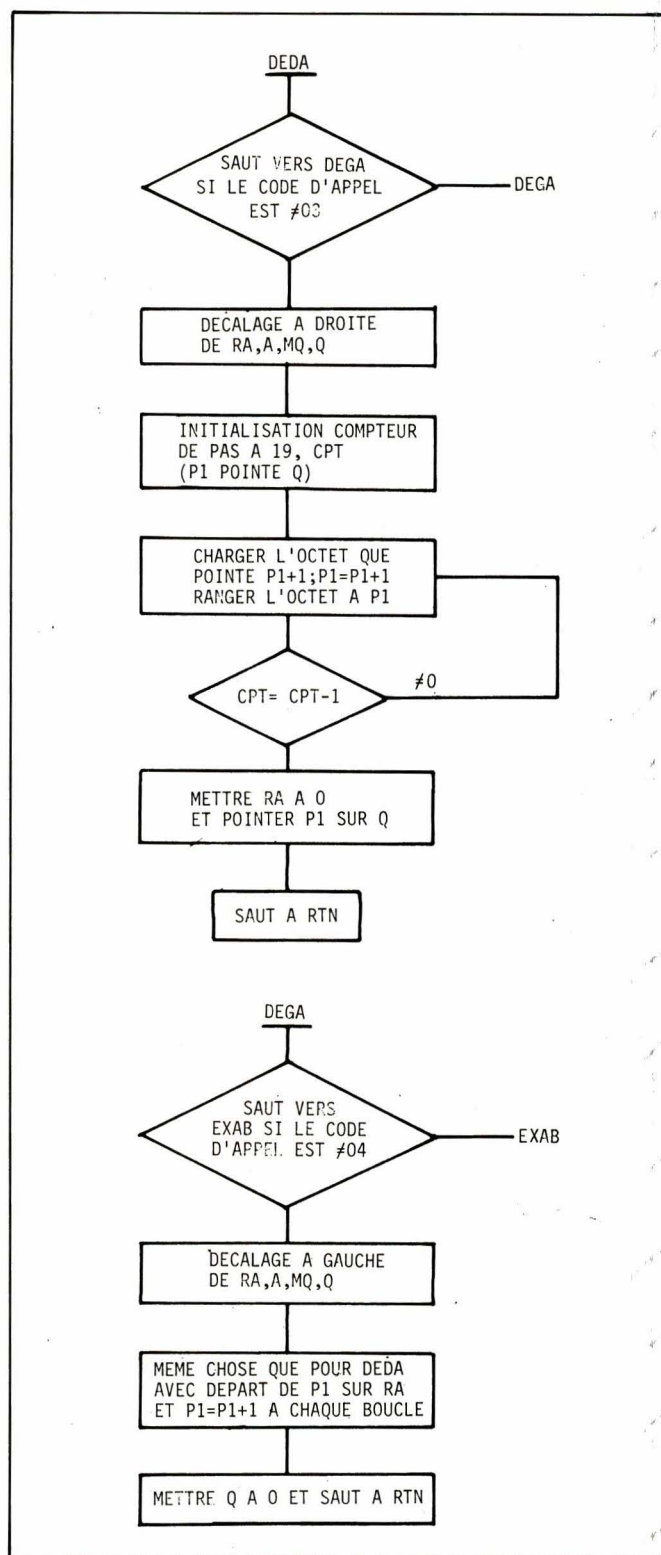 DEDA
SAUT VERS DEGA
SI LE CODE D'APPEL
EST ≠03
DEGA
DECALAGE A DROITE
DE RA,A,MQ,Q
INITIALISATION COMPTEUR
DE PAS A 19, CPT
(P1 POINTE Q)
CHARGER L'OCTET QUE
POINTE P1+1;P1=P1+1
RANGER L'OCTET A P1
CPT= CPT-1
≠0
METTRE RA A 0
ET POINTER P1 SUR Q
SAUT A RTN
DEGA
SAUT VERS
EXAB SI LE CODE
D'APPEL EST ≠04
EXAB
DECALAGE A GAUCHE
DE RA,A,MQ,Q
MEME CHOSE QUE POUR DEDA
AVEC DEPART DE P1 SUR RA
ET P1=P1+1 A CHAQUE BOUCLE
METTRE Q A 0 ET SAUT A RTN